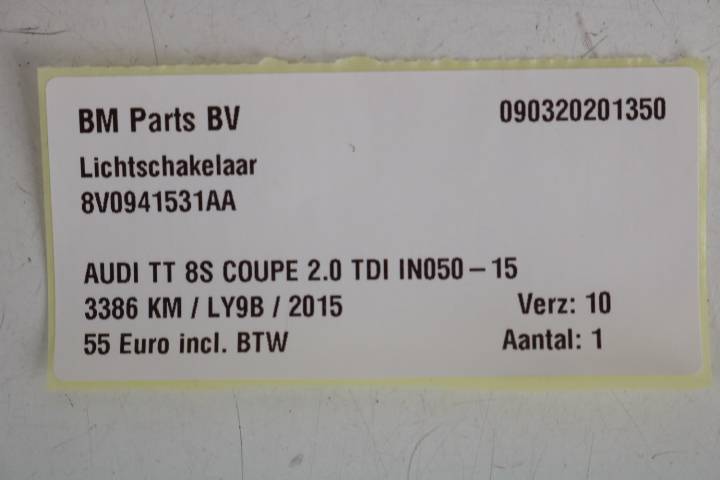 BM Parts BV 090320201350
Lichtschakelaar
8V0941531AA
AUDI TT 8S COUPE 2.0 TDI IN050 – 15
3386 KM / LY9B / 2015 Verz: 10
55 Euro incl. BTW Aantal: 1